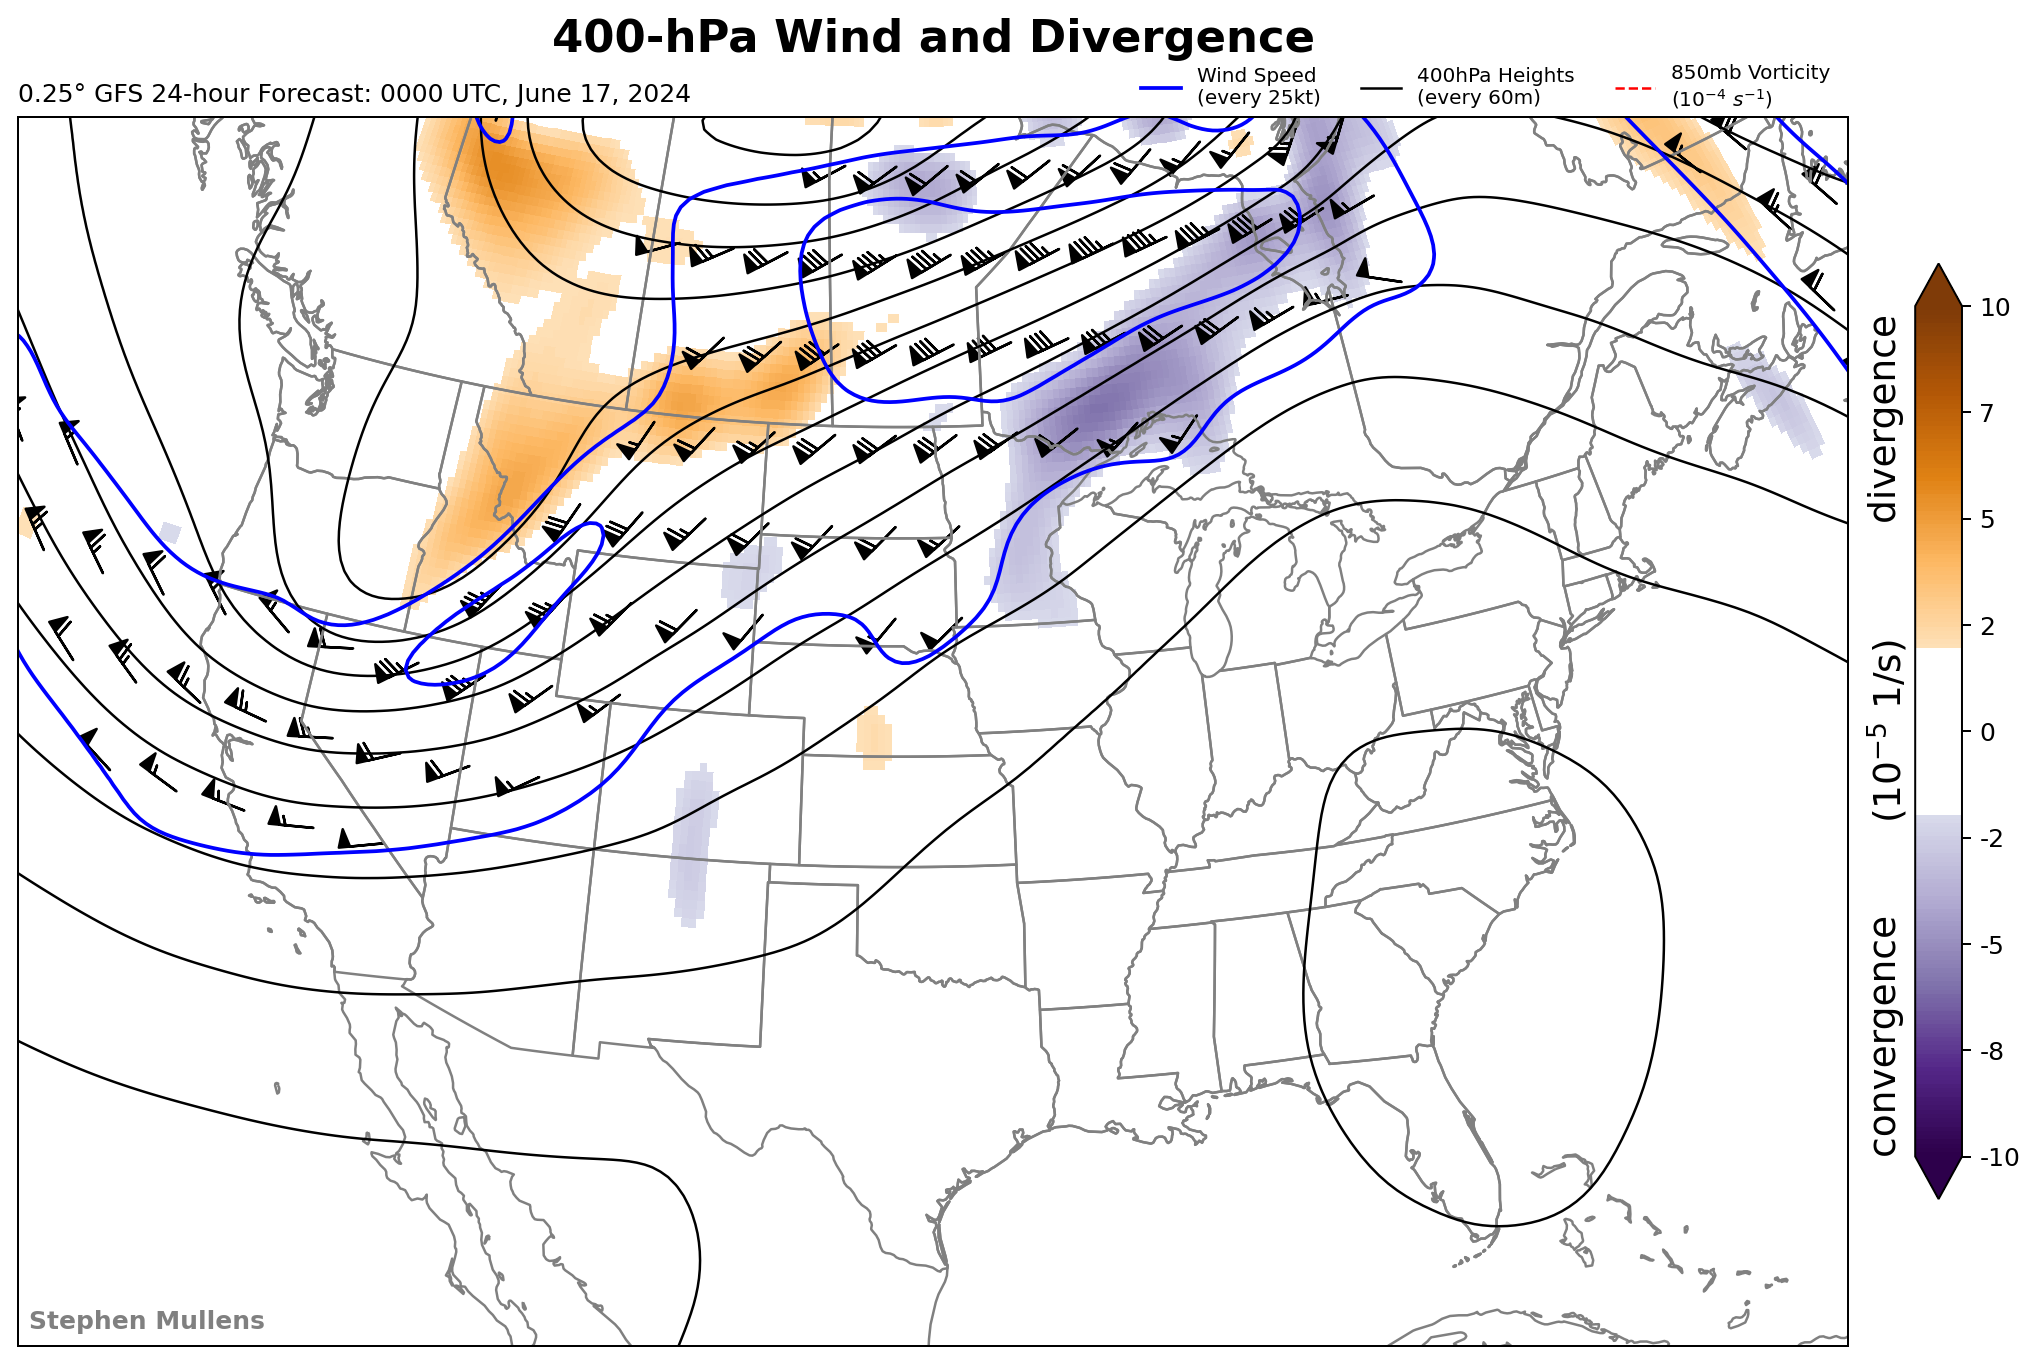 400-hPa Wind and Divergence
0.25° GFS 24-hour Forecast: 0000 UTC, June 17, 2024
Wind Speed
(every 25kt)
400hPa Heights
(every 60m)
850mb Vorticity
(10⁻⁴ s⁻¹)
10
7
5
2
0
-2
-5
-8
-10
convergence (10⁻⁵ 1/s) divergence
Stephen Mullens